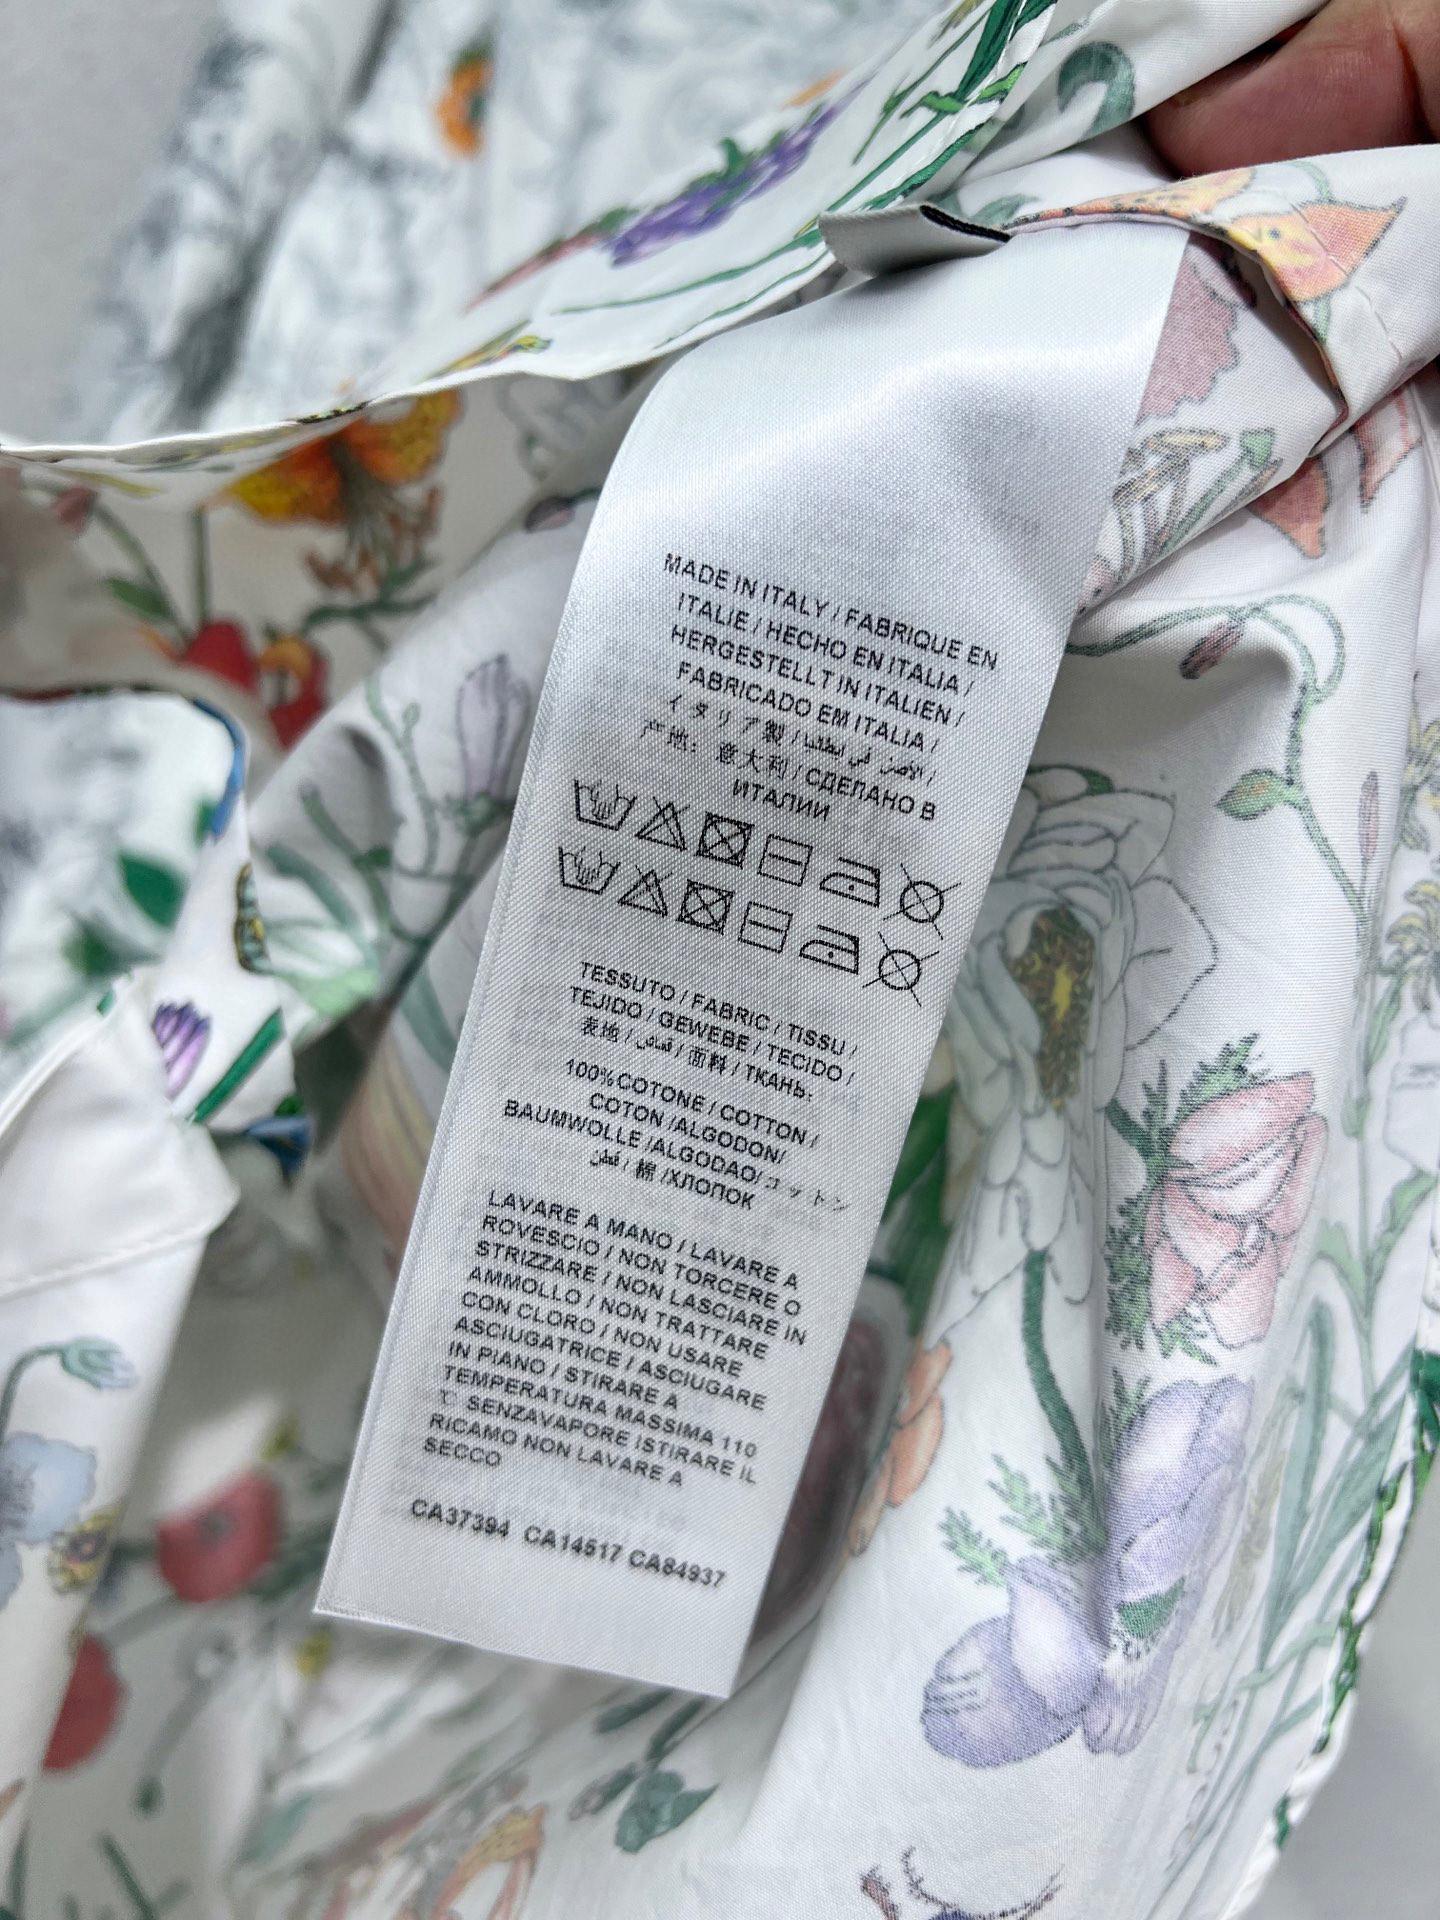 MADE IN ITALY / FABRIQUE EN
ITALIE / HECHO EN ITALIA /
HERGESTELLT IN ITALIEN /
FABRICADO EM ITALIA /
イタリア製 / الأصل في إيطاليا /
产地：意大利 / СДЕЛАНО В
ИТАЛИИ
TESSUTO / FABRIC / TISSU /
TEJIDO / GEWEBE / TECIDO /
表地 / قماش / 面料 / ТКАНЬ:
100%COTONE / COTTON /
COTON /ALGODON/
BAUMWOLLE /ALGODAO/ コットン
قطن / 棉 /ХЛОПОК
LAVARE A MANO / LAVARE A
ROVESCIO / NON TORCERE O
STRIZZARE / NON LASCIARE IN
AMMOLLO / NON TRATTARE
CON CLORO / NON USARE
ASCIUGATRICE / ASCIUGARE
IN PIANO / STIRARE A
TEMPERATURA MASSIMA 110
℃ SENZAVAPORE ISTIRARE IL
RICAMO NON LAVARE A
SECCO
CA37394 CA14517 CA84937